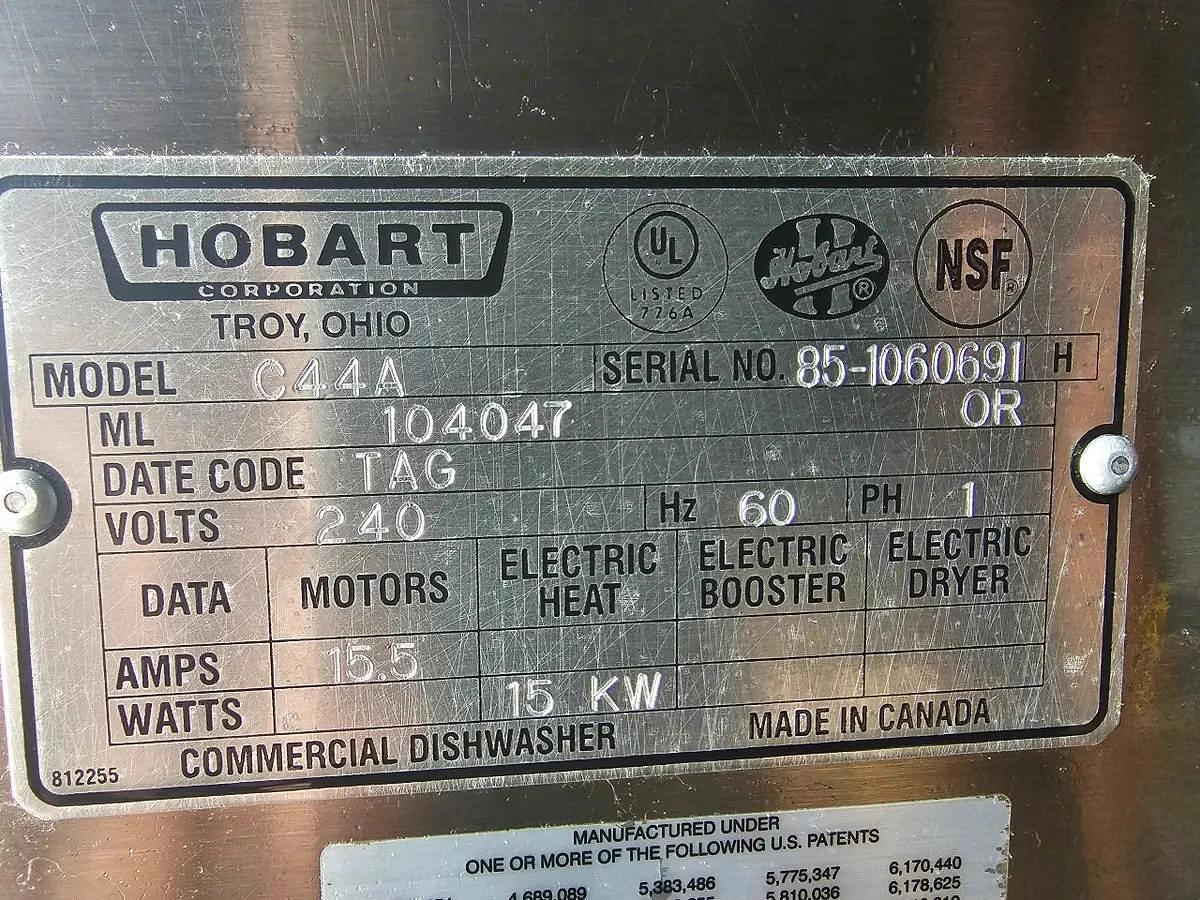 HOBART
CORPORATION
TROY, OHIO
UL
LISTED
776A
Hobart
®
NSF®
MODEL C44A SERIAL NO. 85-1060691 H
ML 104047 OR
DATE CODE TAG
VOLTS 240 Hz 60 PH 1
DATA MOTORS ELECTRIC HEAT ELECTRIC BOOSTER ELECTRIC DRYER
AMPS 15.5
WATTS 15 KW
812255 COMMERCIAL DISHWASHER MADE IN CANADA
MANUFACTURED UNDER
ONE OR MORE OF THE FOLLOWING U.S. PATENTS
4,689,089 5,383,486 5,775,347 6,170,440
5,810,036 6,178,625